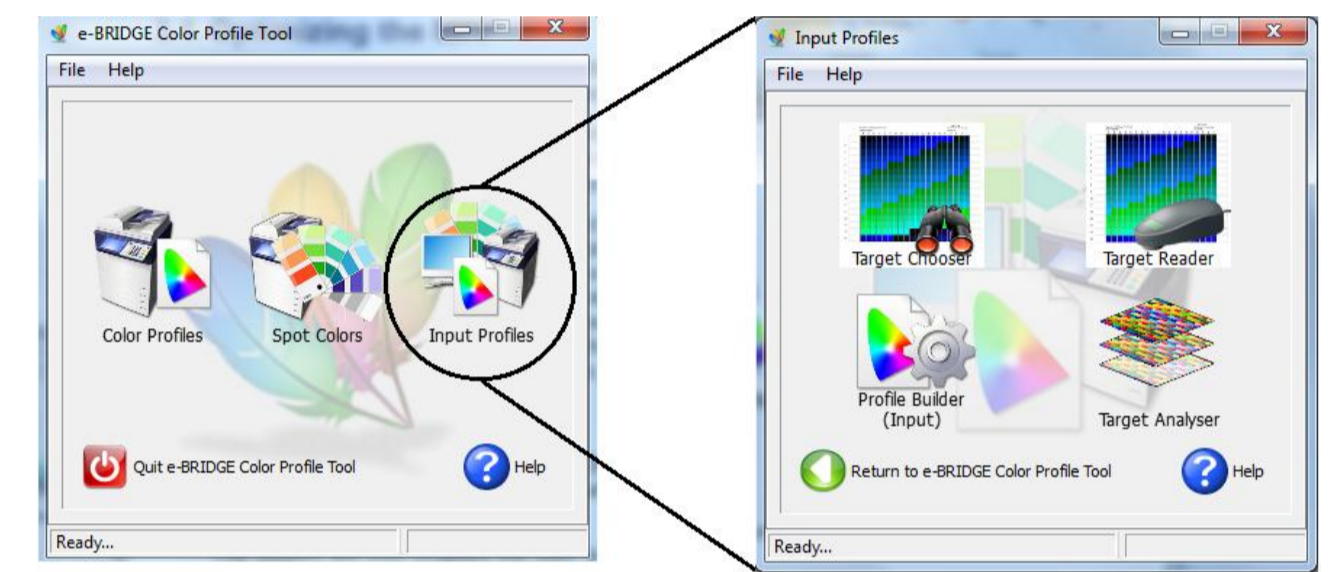 e-BRIDGE Color Profile Tool
File Help
Color Profiles
Spot Colors
Input Profiles
Quit e-BRIDGE Color Profile Tool
Help
Ready...
Input Profiles
File Help
Target Chooser
Target Reader
Profile Builder
(Input)
Target Analyser
Return to e-BRIDGE Color Profile Tool
Help
Ready...